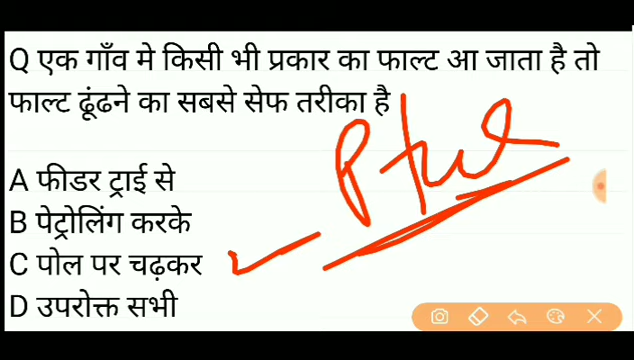 Q एक गाँव मे किसी भी प्रकार का फाल्ट आ जाता है तो
फाल्ट ढूंढने का सबसे सेफ तरीका है
A फीडर ट्राई से
B पेट्रोलिंग करके
C पोल पर चढ़कर
D उपरोक्त सभी